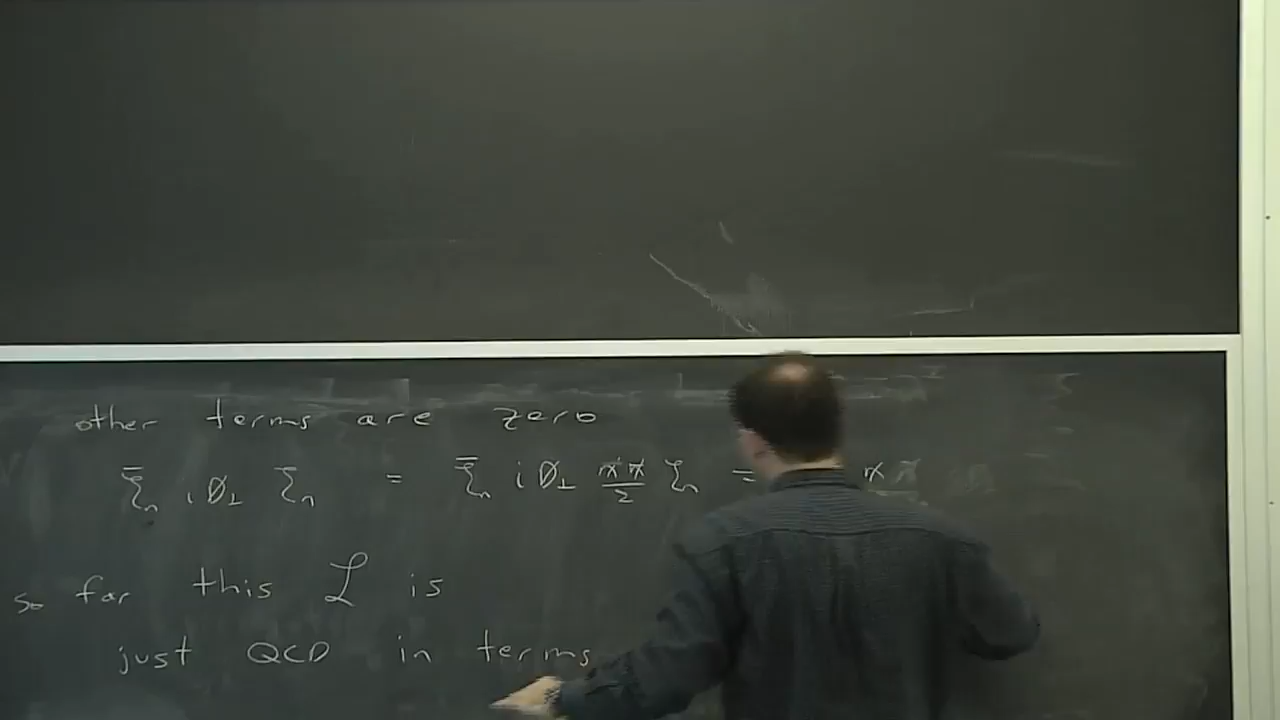 other terms are zero
ξ̄ₙ i D̸⊥ ξₙ = ξ̄ₙ i D̸⊥ n̸ n̸̄/2 ξₙ =
so far this ℒ is
just QCD in terms